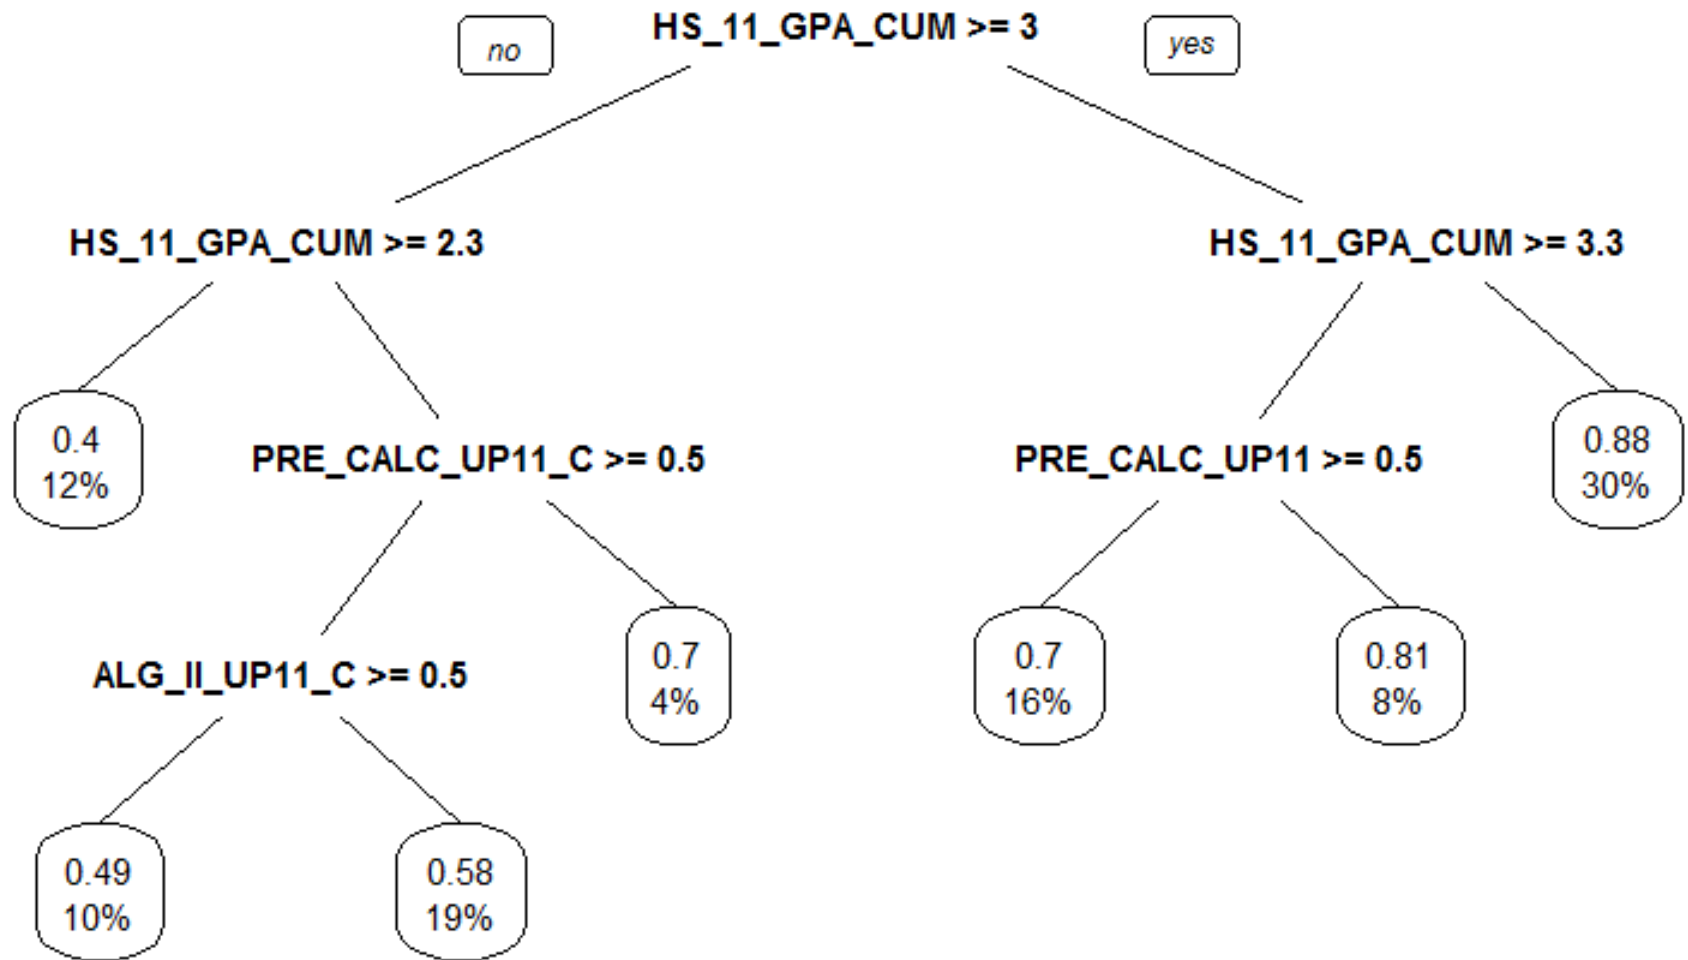 HS_11_GPA_CUM >= 3
no
yes
HS_11_GPA_CUM >= 2.3
HS_11_GPA_CUM >= 3.3
0.4
12%
PRE_CALC_UP11_C >= 0.5
PRE_CALC_UP11 >= 0.5
0.88
30%
ALG_II_UP11_C >= 0.5
0.7
4%
0.7
16%
0.81
8%
0.49
10%
0.58
19%